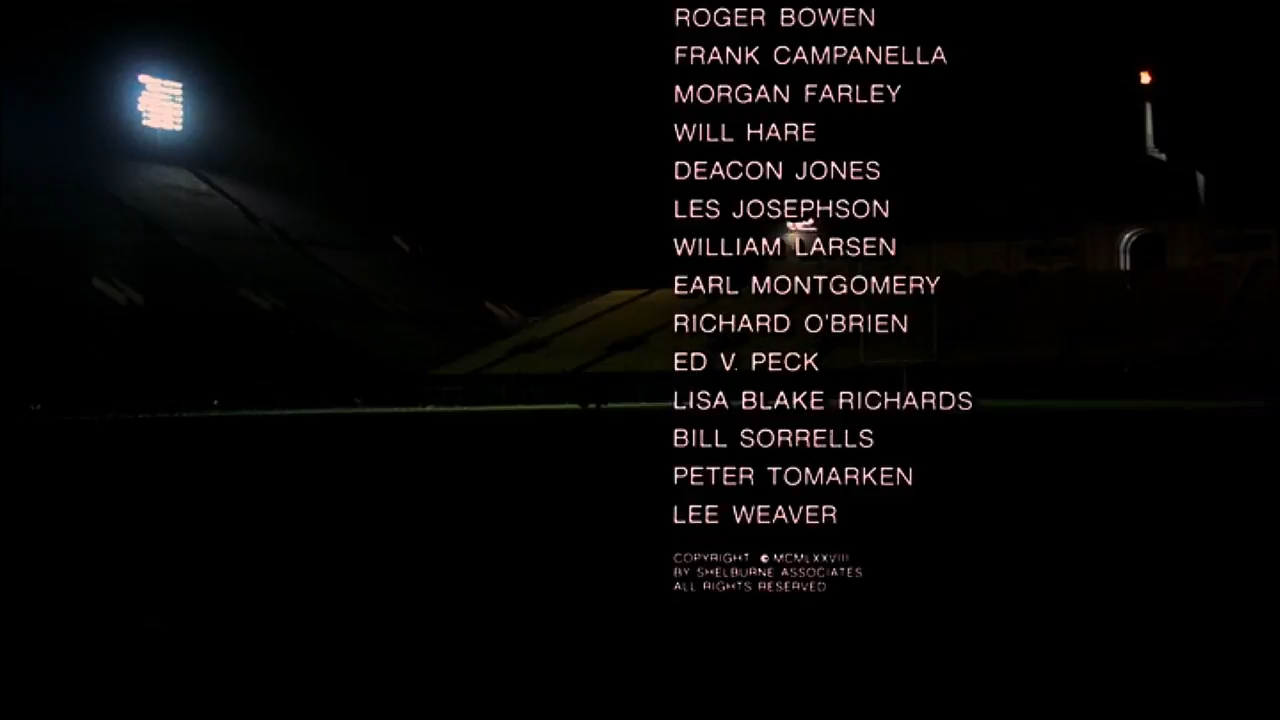 ROGER BOWEN
FRANK CAMPANELLA
MORGAN FARLEY
WILL HARE
DEACON JONES
LES JOSEPHSON
WILLIAM LARSEN
EARL MONTGOMERY
RICHARD O'BRIEN
ED V. PECK
LISA BLAKE RICHARDS
BILL SORRELLS
PETER TOMARKEN
LEE WEAVER
COPYRIGHT © MCMLXXVIII
BY SHELBURNE ASSOCIATES
ALL RIGHTS RESERVED